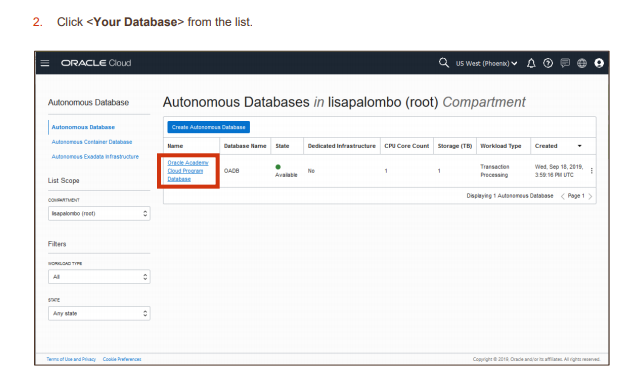 2. Click <Your Database> from the list.
ORACLE Cloud
US West (Phoenix)
Autonomous Database
Autonomous Databases in lisapalombo (root) Compartment
Autonomous Database
Autonomous Container Database
Autonomous Exadata Infrastructure
Create Autonomous Database
Name Database Name State Dedicated Infrastructure CPU Core Count Storage (TB) Workload Type Created
Oracle Academy Cloud Program Database OADB Available No 1 1 Transaction Processing Wed, Sep 18, 2019, 3:59:16 PM UTC
Displaying 1 Autonomous Database < Page 1 >
List Scope
COMPARTMENT
lisapalombo (root)
Filters
WORKLOAD TYPE
All
STATE
Any state
Terms of Use and Privacy Cookie Preferences
Copyright © 2019, Oracle and/or its affiliates. All rights reserved.